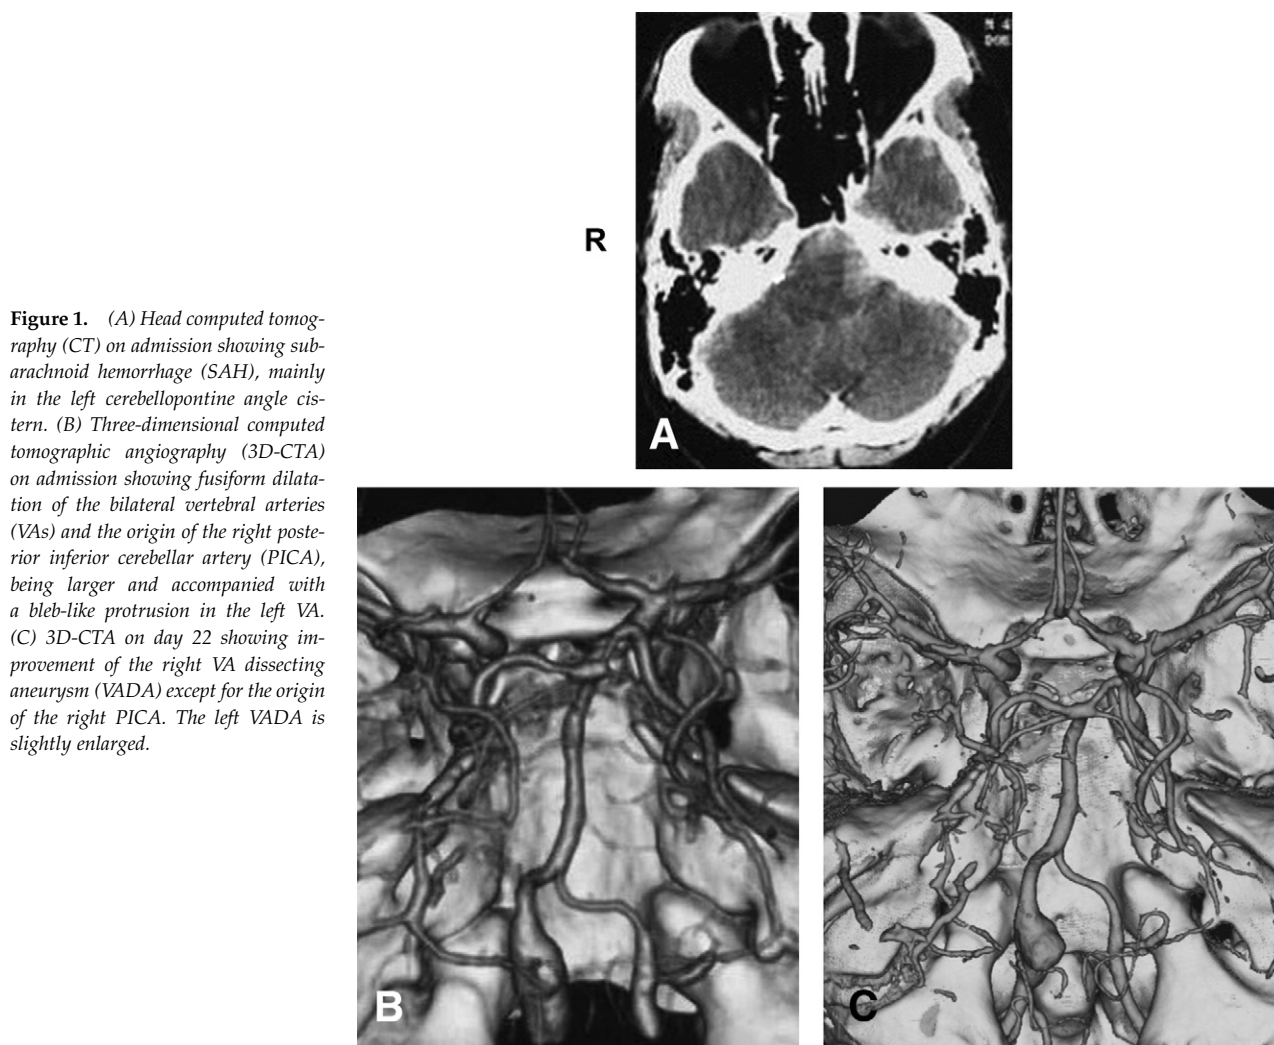 M 4
R
A
Figure 1. (A) Head computed tomog-
raphy (CT) on admission showing sub-
arachnoid hemorrhage (SAH), mainly
in the left cerebellopontine angle cis-
tern. (B) Three-dimensional computed
tomographic angiography (3D-CTA)
on admission showing fusiform dilata-
tion of the bilateral vertebral arteries
(VAs) and the origin of the right poste-
rior inferior cerebellar artery (PICA),
being larger and accompanied with
a bleb-like protrusion in the left VA.
(C) 3D-CTA on day 22 showing im-
provement of the right VA dissecting
aneurysm (VADA) except for the origin
of the right PICA. The left VADA is
slightly enlarged.
B
C